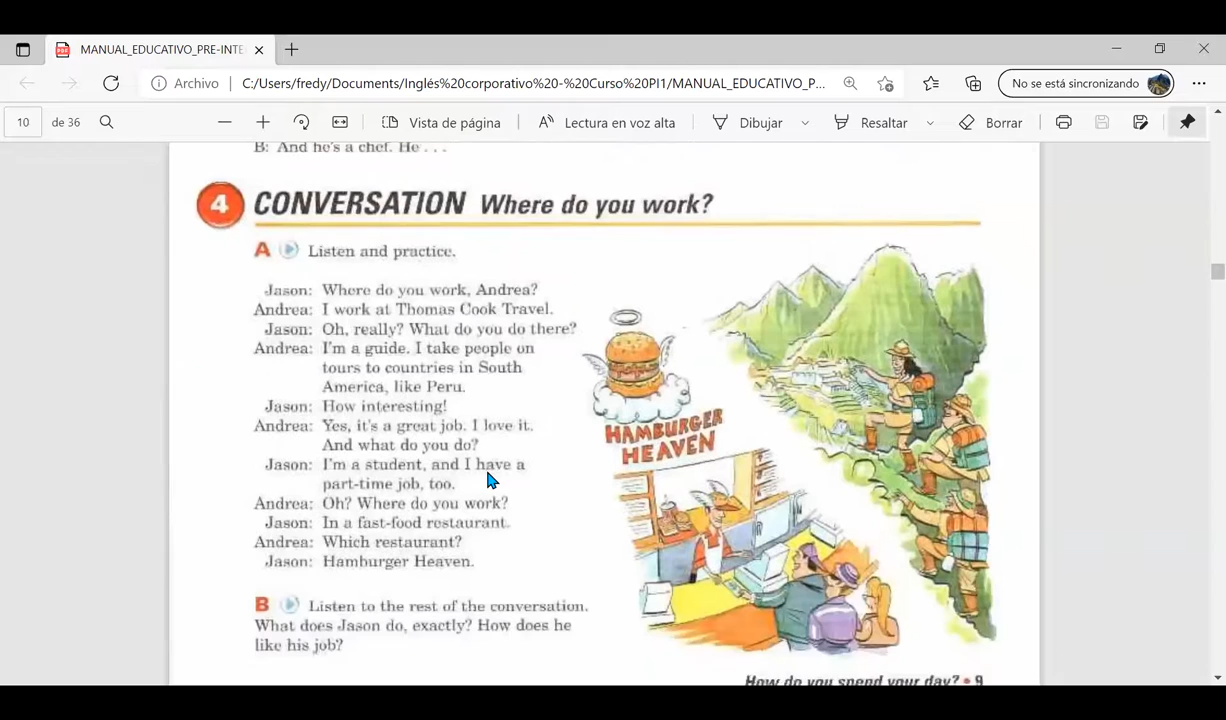 MANUAL_EDUCATIVO_PRE-INTE
Archivo
C:/Users/fredy/Documents/Inglés%20corporativo%20-%20Curso%20PI1/MANUAL_EDUCATIVO_P...
No se está sincronizando
10 de 36
Vista de página
Lectura en voz alta
Dibujar
Resaltar
Borrar
B: And he's a chef. He . . .
4 CONVERSATION Where do you work?
A Listen and practice.
Jason: Where do you work, Andrea?
Andrea: I work at Thomas Cook Travel.
Jason: Oh, really? What do you do there?
Andrea: I'm a guide. I take people on
tours to countries in South
America, like Peru.
Jason: How interesting!
Andrea: Yes, it's a great job. I love it.
And what do you do?
Jason: I'm a student, and I have a
part-time job, too.
Andrea: Oh? Where do you work?
Jason: In a fast-food restaurant.
Andrea: Which restaurant?
Jason: Hamburger Heaven.
HAMBURGER
HEAVEN
B Listen to the rest of the conversation.
What does Jason do, exactly? How does he
like his job?
How do you spend your day? • 9